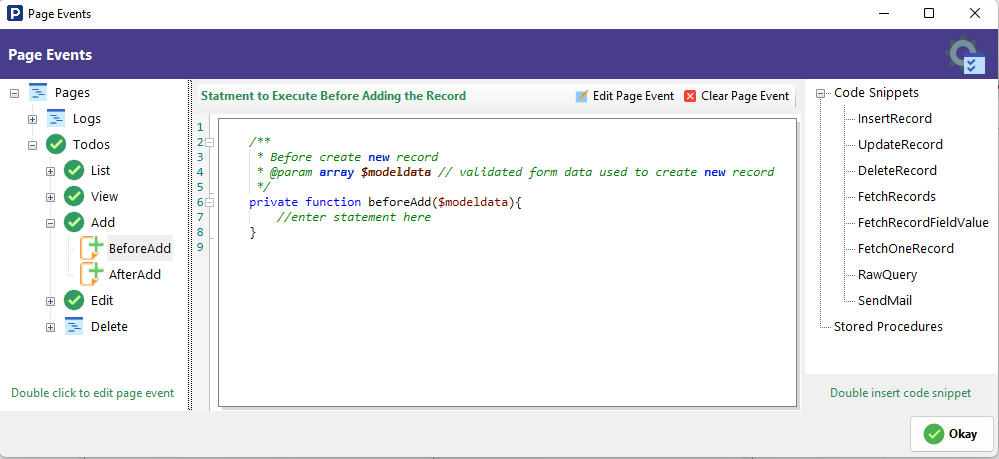 Page Events
Page Events
Pages
Logs
Todos
List
View
Add
BeforeAdd
AfterAdd
Edit
Delete
Double click to edit page event
Statment to Execute Before Adding the Record
Edit Page Event
Clear Page Event
1
2 /**
3 * Before create new record
4 * @param array $modeldata // validated form data used to create new record
5 */
6 private function beforeAdd($modeldata){
7 //enter statement here
8 }
9
Code Snippets
InsertRecord
UpdateRecord
DeleteRecord
FetchRecords
FetchRecordFieldValue
FetchOneRecord
RawQuery
SendMail
Stored Procedures
Double insert code snippet
Okay